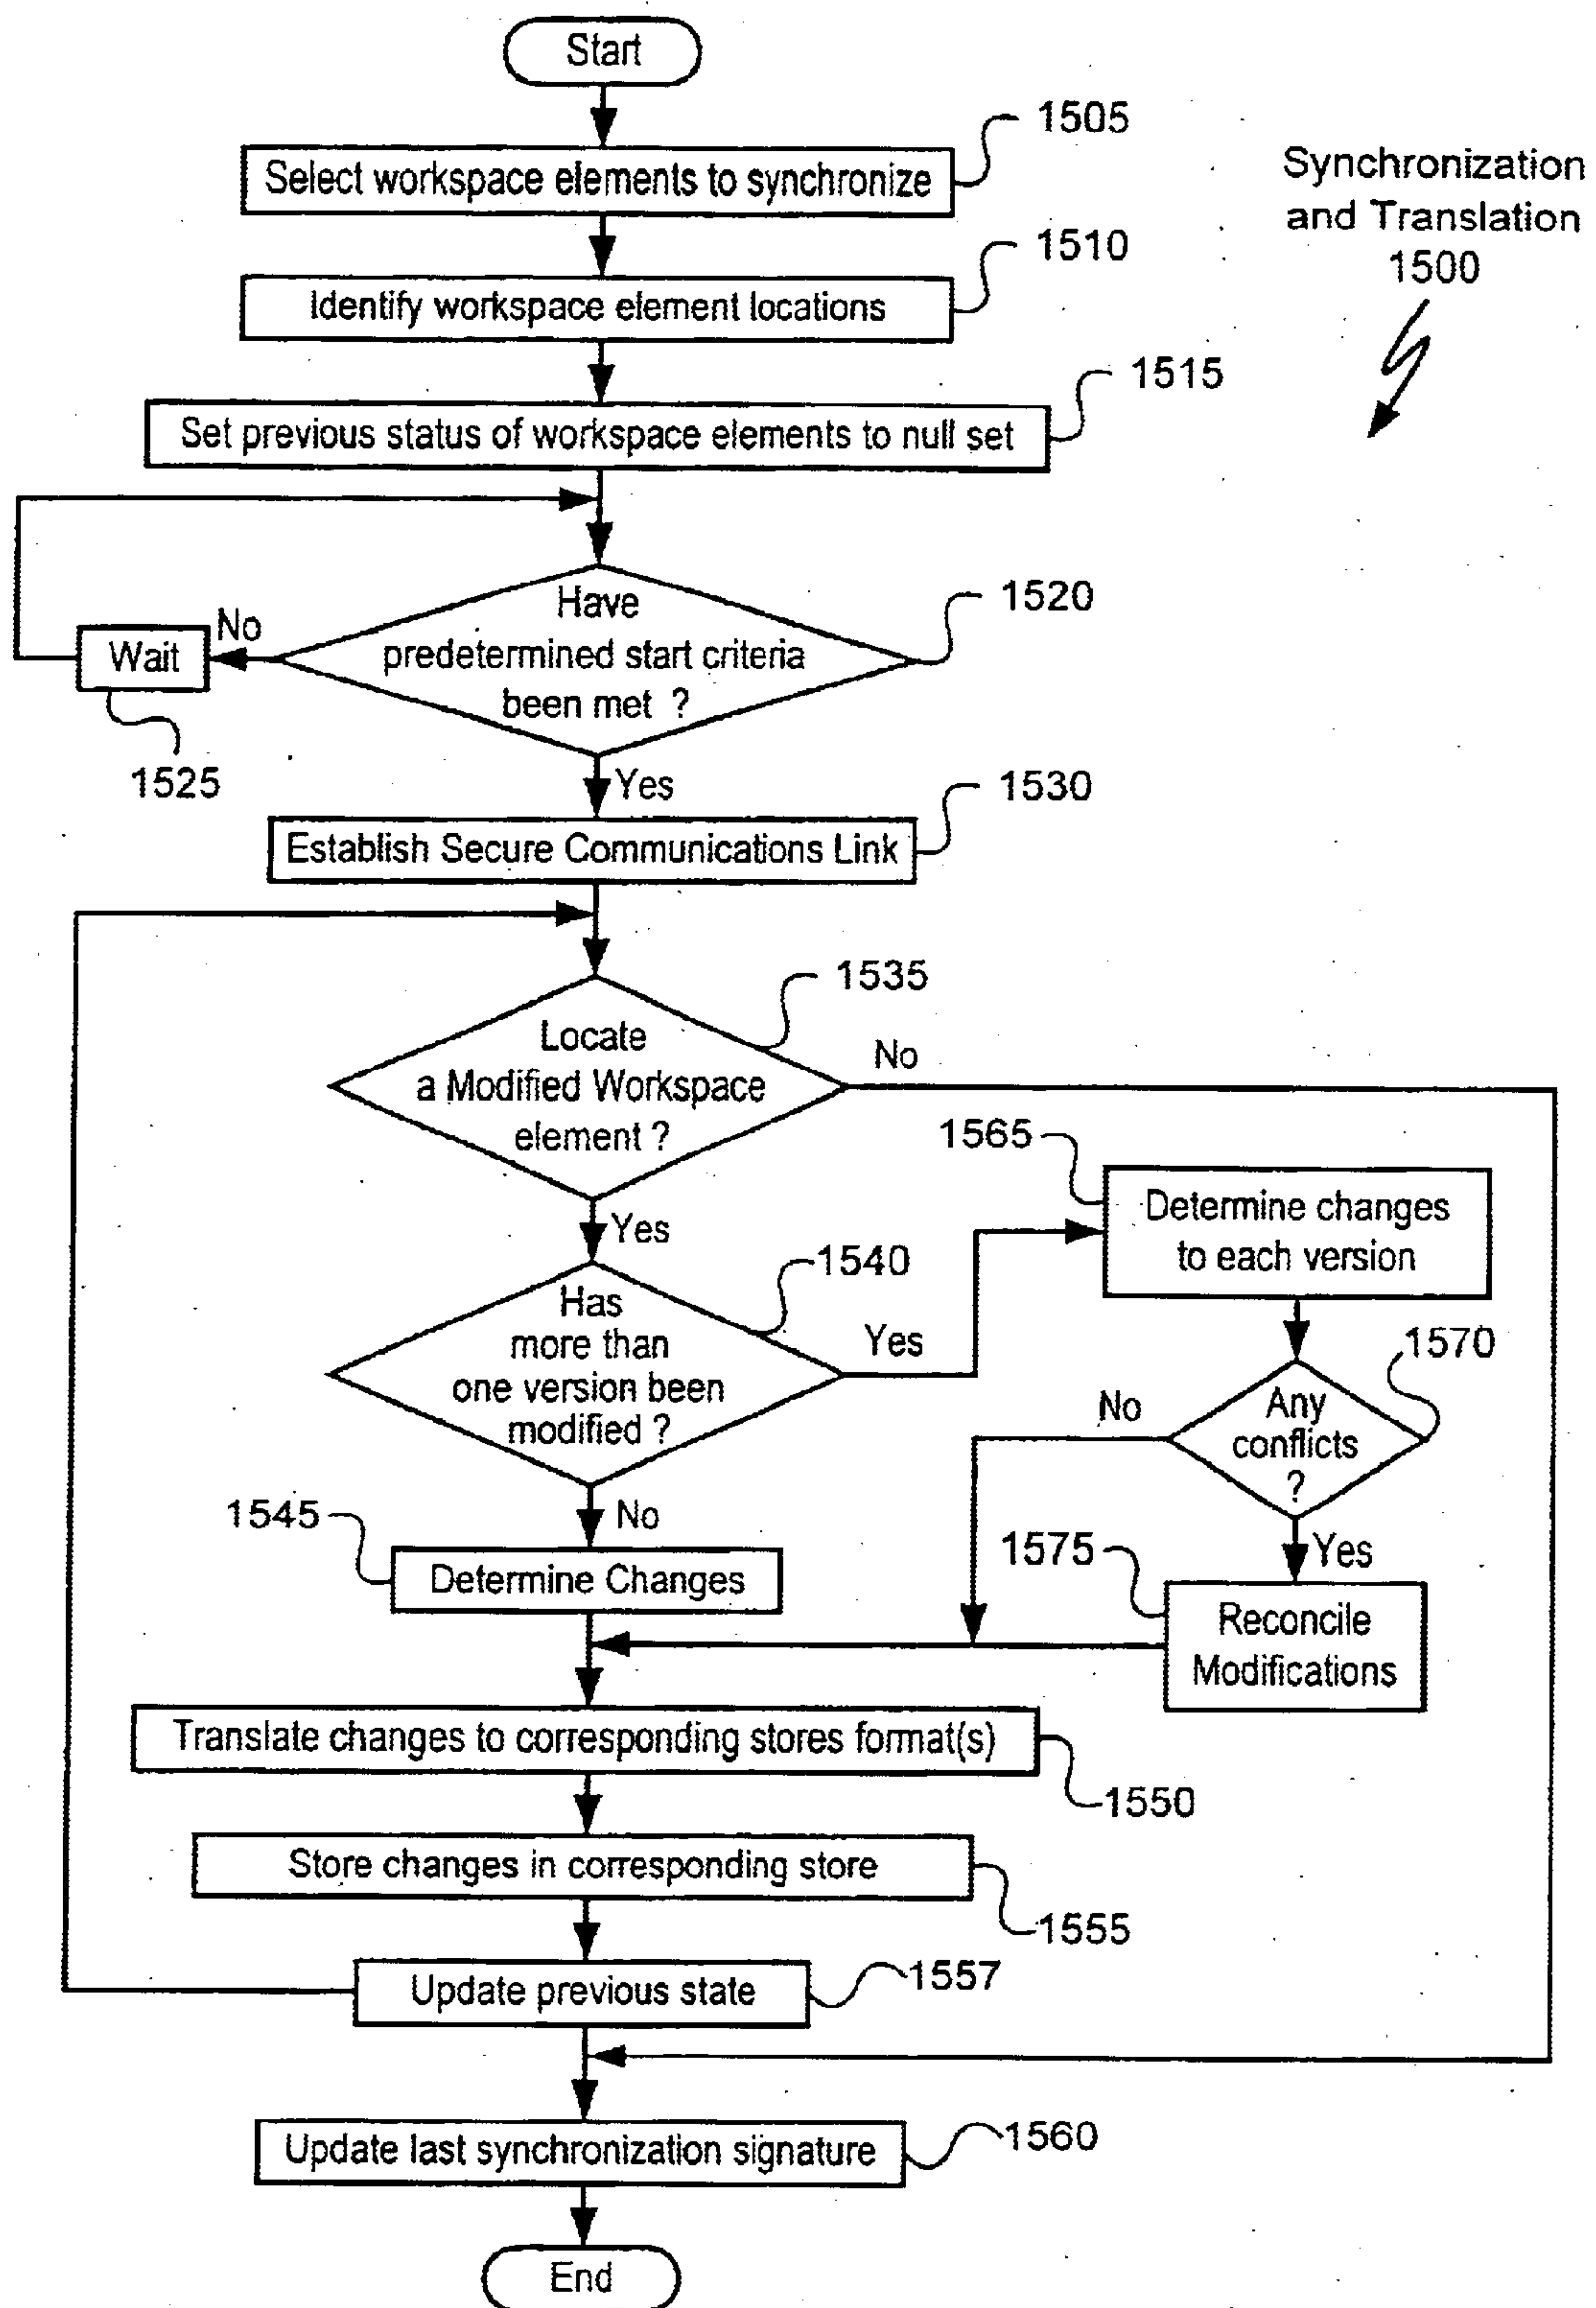 Start
1505
Select workspace elements to synchronize
Synchronization
and Translation
1500
1510
Identify workspace element locations
1515
Set previous status of workspace elements to null set
1520
Have
predetermined start criteria
been met ?
No
Wait
1525
Yes
1530
Establish Secure Communications Link
1535
Locate
a Modified Workspace
element ?
No
Yes
1565
Determine changes
to each version
1540
Has
more than
one version been
modified ?
Yes
1570
Any
conflicts
?
No
Yes
1575
Reconcile
Modifications
No
1545
Determine Changes
Translate changes to corresponding stores format(s)
1550
Store changes in corresponding store
1555
Update previous state
1557
Update last synchronization signature
1560
End